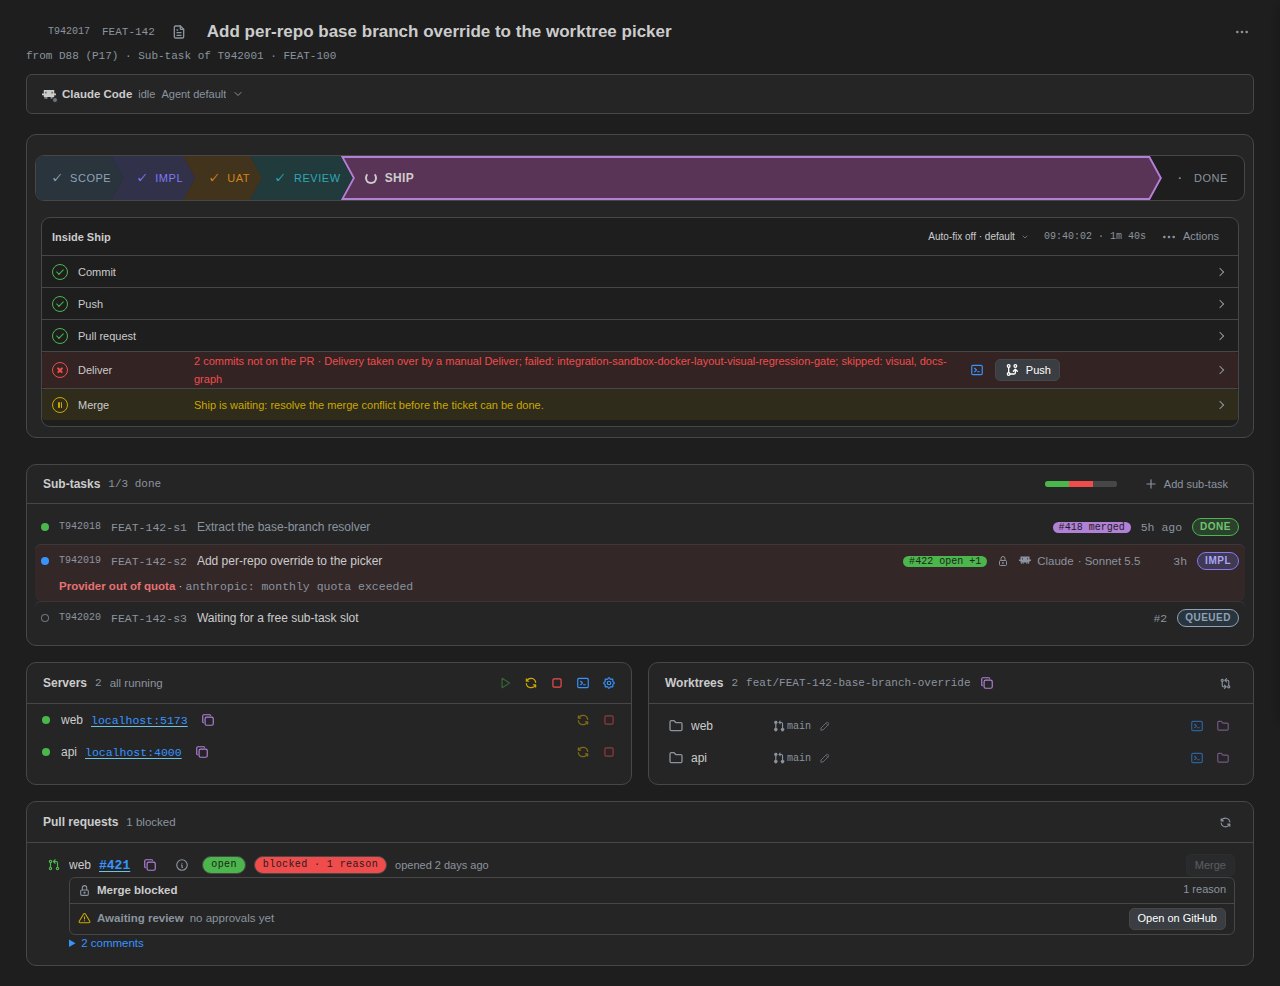 T942017 FEAT-142 Add per-repo base branch override to the worktree picker
from D88 (P17) · Sub-task of T942001 · FEAT-100
Claude Code idle Agent default
SCOPE IMPL UAT REVIEW SHIP · DONE
Inside Ship Auto-fix off · default 09:40:02 · 1m 40s Actions
Commit
Push
Pull request
Deliver 2 commits not on the PR · Delivery taken over by a manual Deliver; failed: integration-sandbox-docker-layout-visual-regression-gate; skipped: visual, docs-
graph
Push
Merge Ship is waiting: resolve the merge conflict before the ticket can be done.
Sub-tasks 1/3 done Add sub-task
T942018 FEAT-142-s1 Extract the base-branch resolver #418 merged 5h ago DONE
T942019 FEAT-142-s2 Add per-repo override to the picker #422 open +1 Claude · Sonnet 5.5 3h IMPL
Provider out of quota · anthropic: monthly quota exceeded
T942020 FEAT-142-s3 Waiting for a free sub-task slot #2 QUEUED
Servers 2 all running
web localhost:5173
api localhost:4000
Worktrees 2 feat/FEAT-142-base-branch-override
web main
api main
Pull requests 1 blocked
web #421 open blocked · 1 reason opened 2 days ago Merge
Merge blocked 1 reason
Awaiting review no approvals yet Open on GitHub
2 comments